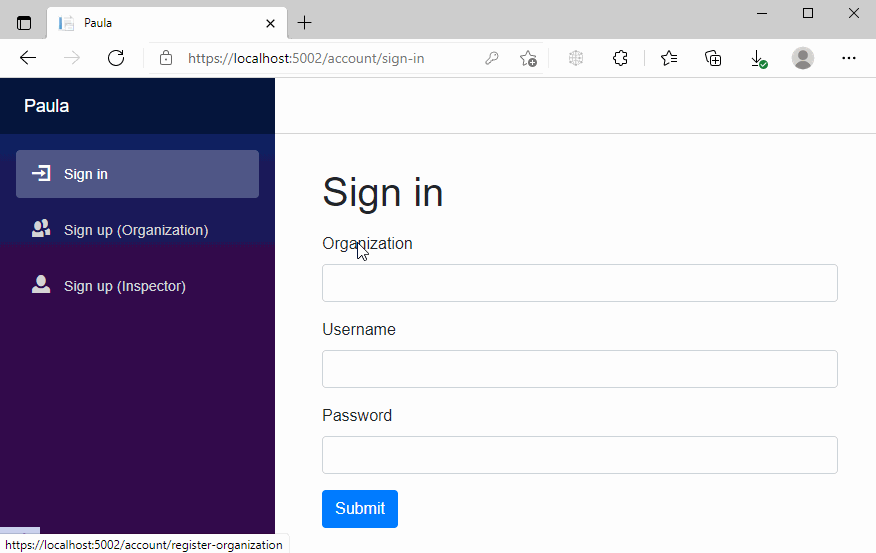 Paula
https://localhost:5002/account/sign-in
Paula
Sign in
Sign up (Organization)
Sign up (Inspector)
Sign in
Organization
Username
Password
Submit
https://localhost:5002/account/register-organization